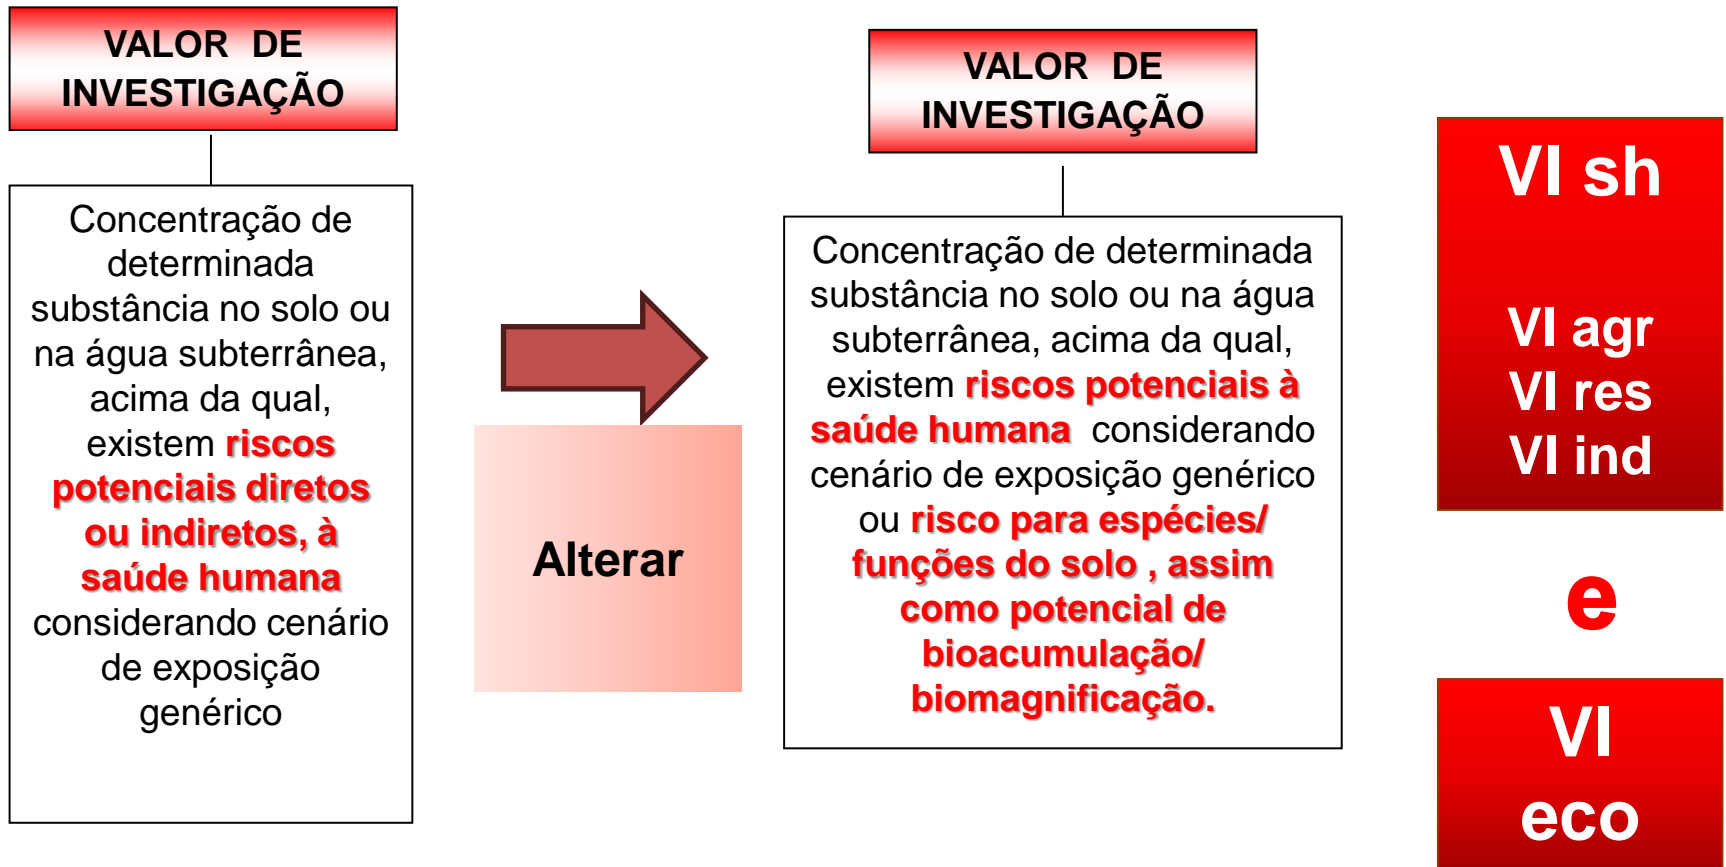 VALOR DE
INVESTIGAÇÃO
Concentração de
determinada
substância no solo ou
na água subterrânea,
acima da qual,
existem riscos
potenciais diretos
ou indiretos, à
saúde humana
considerando cenário
de exposição
genérico
Alterar
VALOR DE
INVESTIGAÇÃO
Concentração de determinada
substância no solo ou na água
subterrânea, acima da qual,
existem riscos potenciais à
saúde humana considerando
cenário de exposição genérico
ou risco para espécies/
funções do solo , assim
como potencial de
bioacumulação/
biomagnificação.
VI sh
VI agr
VI res
VI ind
e
VI
eco